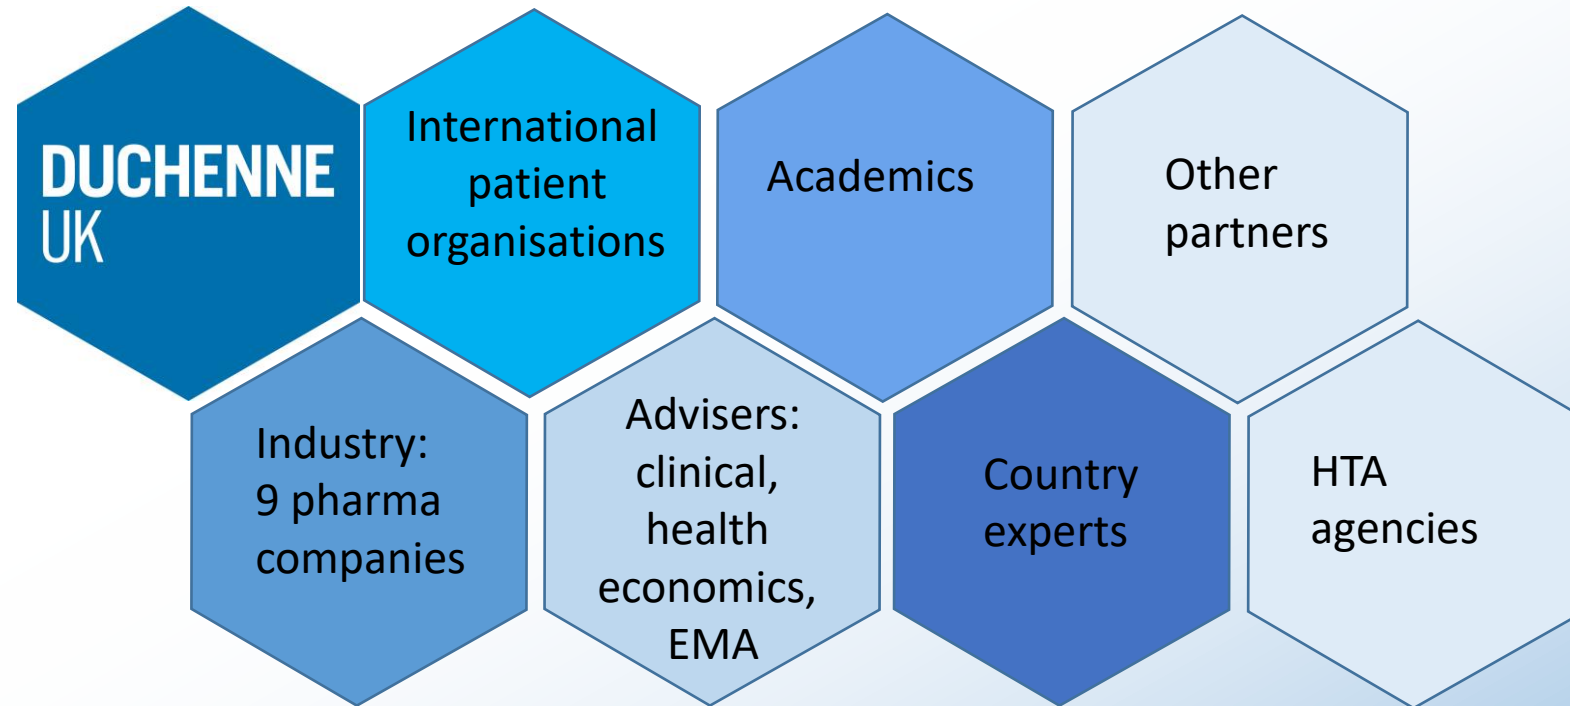 DUCHENNE
UK
International
patient
organisations
Academics
Other
partners
Industry:
9 pharma
companies
Advisers:
clinical,
health
economics,
EMA
Country
experts
HTA
agencies